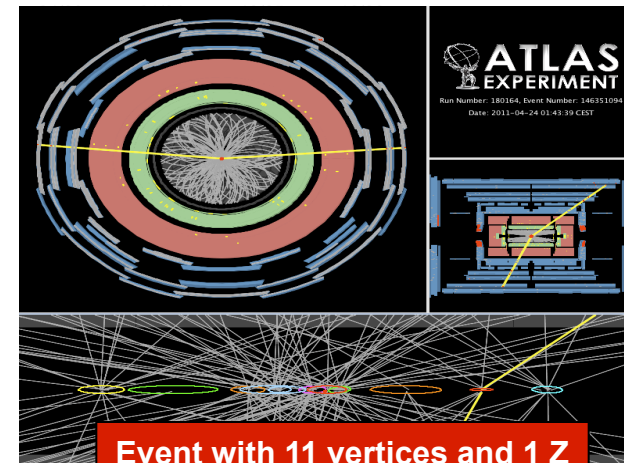 ATLAS
EXPERIMENT
Run Number: 180164, Event Number: 146351094
Date: 2011-04-24 01:43:39 CEST
Event with 11 vertices and 1 Z